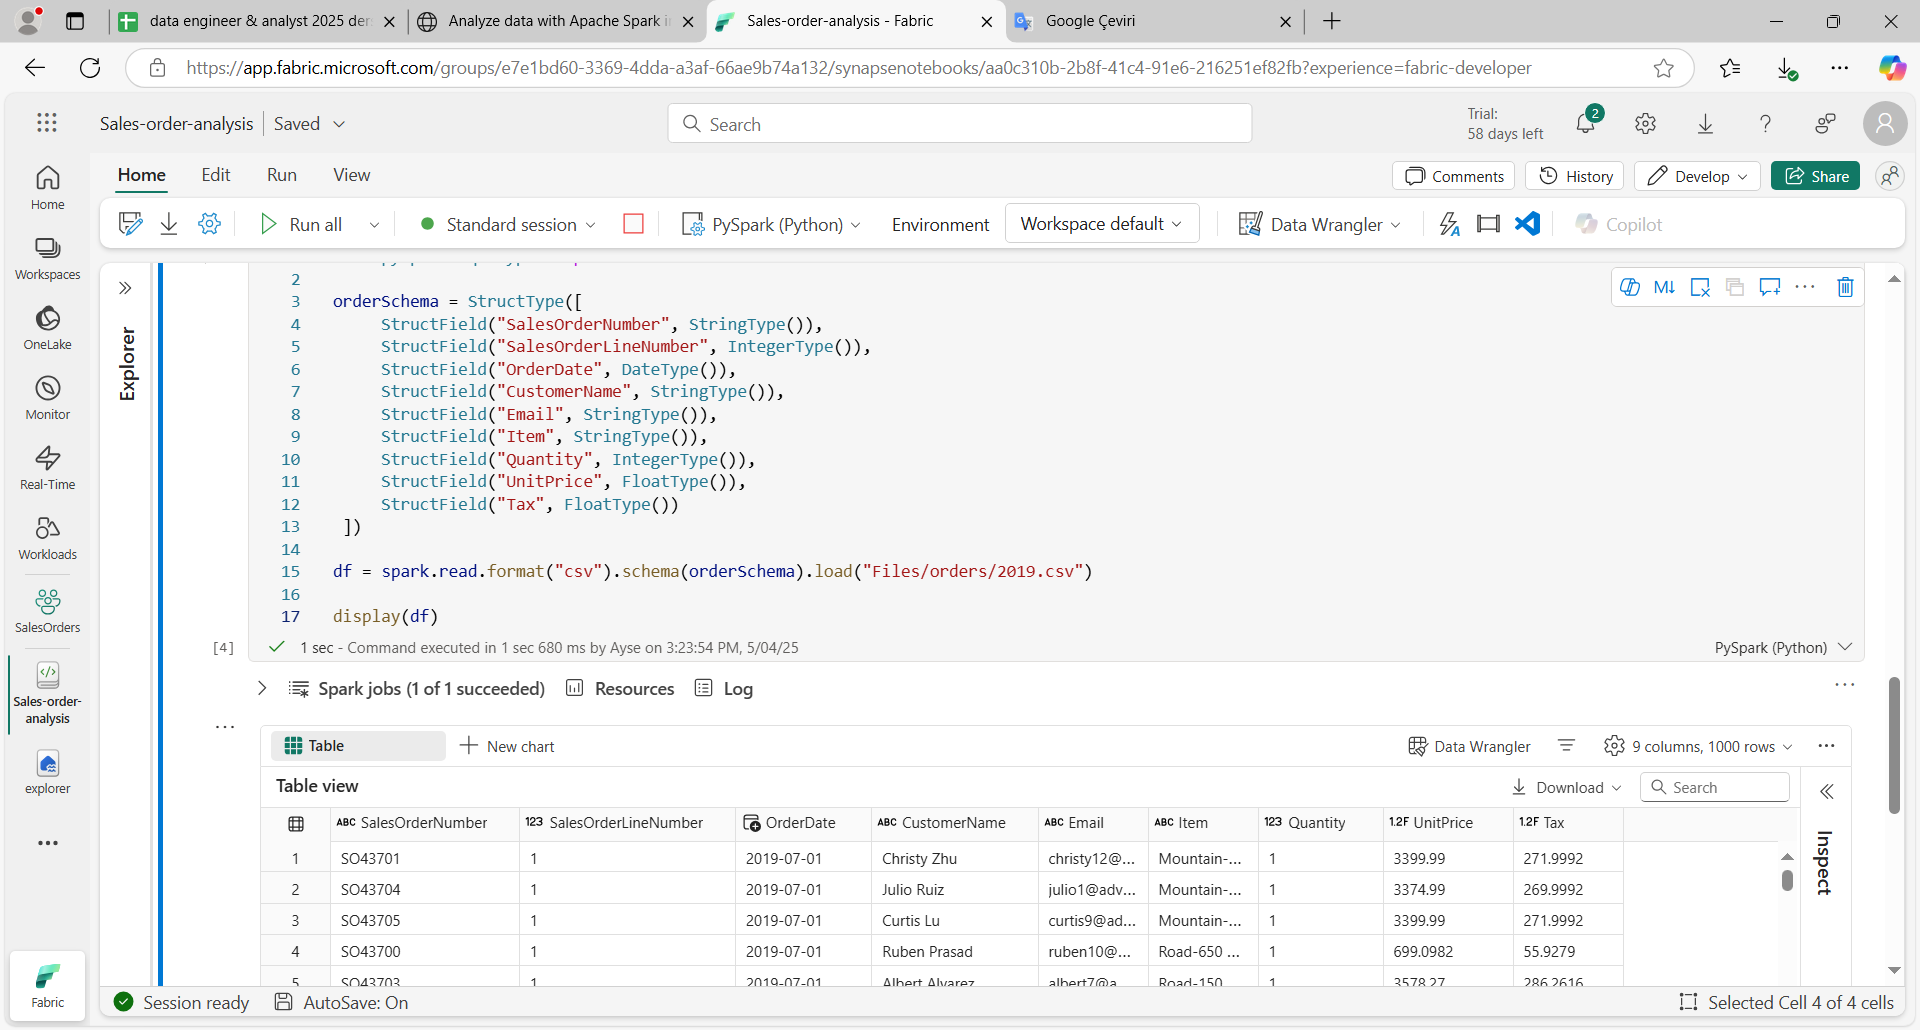 data engineer & analyst 2025 der
Analyze data with Apache Spark i
Sales-order-analysis - Fabric
Google Çeviri
https://app.fabric.microsoft.com/groups/e7e1bd60-3369-4dda-a3af-66ae9b74a132/synapsenotebooks/aa0c310b-2b8f-41c4-91e6-216251ef82fb?experience=fabric-developer
Sales-order-analysis
Saved
Search
Trial:
58 days left
2
Home
Edit
Run
View
Comments
History
Develop
Share
Run all
Standard session
PySpark (Python)
Environment
Workspace default
Data Wrangler
Copilot
Home
Workspaces
OneLake
Monitor
Real-Time
Workloads
SalesOrders
Sales-order-
analysis
explorer
Fabric
Explorer
2
3 orderSchema = StructType([
4 StructField("SalesOrderNumber", StringType()),
5 StructField("SalesOrderLineNumber", IntegerType()),
6 StructField("OrderDate", DateType()),
7 StructField("CustomerName", StringType()),
8 StructField("Email", StringType()),
9 StructField("Item", StringType()),
10 StructField("Quantity", IntegerType()),
11 StructField("UnitPrice", FloatType()),
12 StructField("Tax", FloatType())
13 ])
14
15 df = spark.read.format("csv").schema(orderSchema).load("Files/orders/2019.csv")
16
17 display(df)
[4] 1 sec - Command executed in 1 sec 680 ms by Ayse on 3:23:54 PM, 5/04/25 PySpark (Python)
Spark jobs (1 of 1 succeeded) Resources Log
Table New chart Data Wrangler 9 columns, 1000 rows
Table view Download Search
Inspect
ABC SalesOrderNumber 123 SalesOrderLineNumber OrderDate ABC CustomerName ABC Email ABC Item 123 Quantity 1.2F UnitPrice 1.2F Tax
1 SO43701 1 2019-07-01 Christy Zhu christy12@... Mountain-... 1 3399.99 271.9992
2 SO43704 1 2019-07-01 Julio Ruiz julio1@adv... Mountain-... 1 3374.99 269.9992
3 SO43705 1 2019-07-01 Curtis Lu curtis9@ad... Mountain-... 1 3399.99 271.9992
4 SO43700 1 2019-07-01 Ruben Prasad ruben10@... Road-650 ... 1 699.0982 55.9279
5 SO43703 1 2019-07-01 Albert Alvarez albert7@a... Road-150 ... 1 3578.27 286.2616
Session ready AutoSave: On Selected Cell 4 of 4 cells